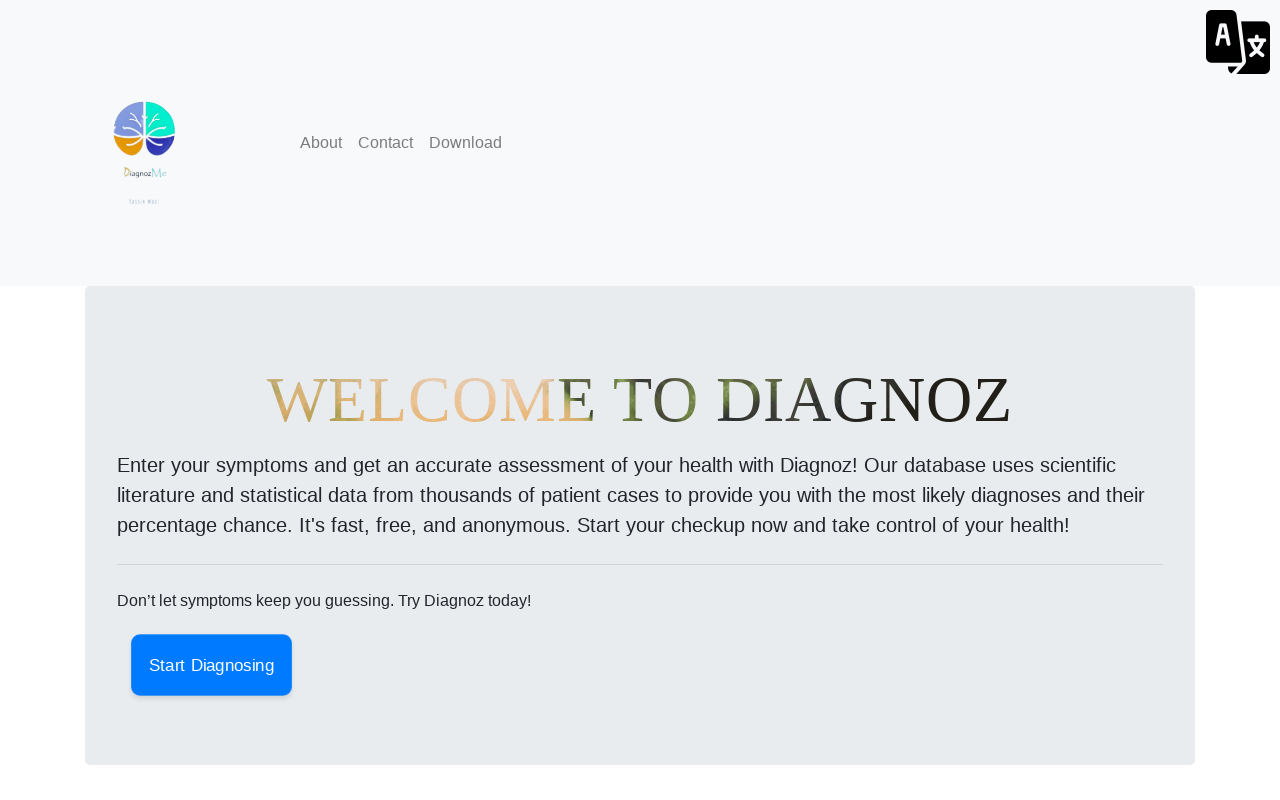 About Contact Download
DiagnozMe
WELCOME TO DIAGNOZ
Enter your symptoms and get an accurate assessment of your health with Diagnoz! Our database uses scientific
literature and statistical data from thousands of patient cases to provide you with the most likely diagnoses and their
percentage chance. It's fast, free, and anonymous. Start your checkup now and take control of your health!
Don’t let symptoms keep you guessing. Try Diagnoz today!
Start Diagnosing